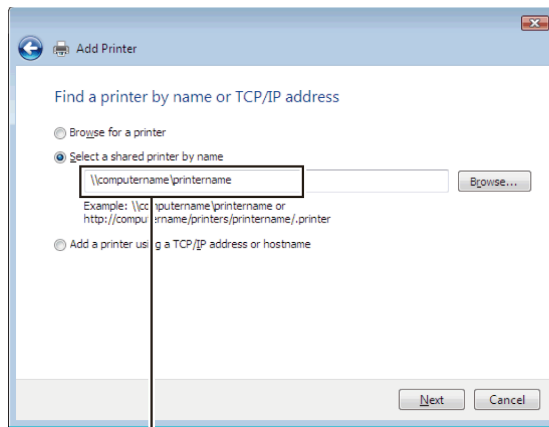 Add Printer
Find a printer by name or TCP/IP address
Browse for a printer
Select a shared printer by name
\\computername\printername
Browse...
Example: \\computername\printername or
http://computername/printers/printername/.printer
Add a printer using a TCP/IP address or hostname
Next
Cancel